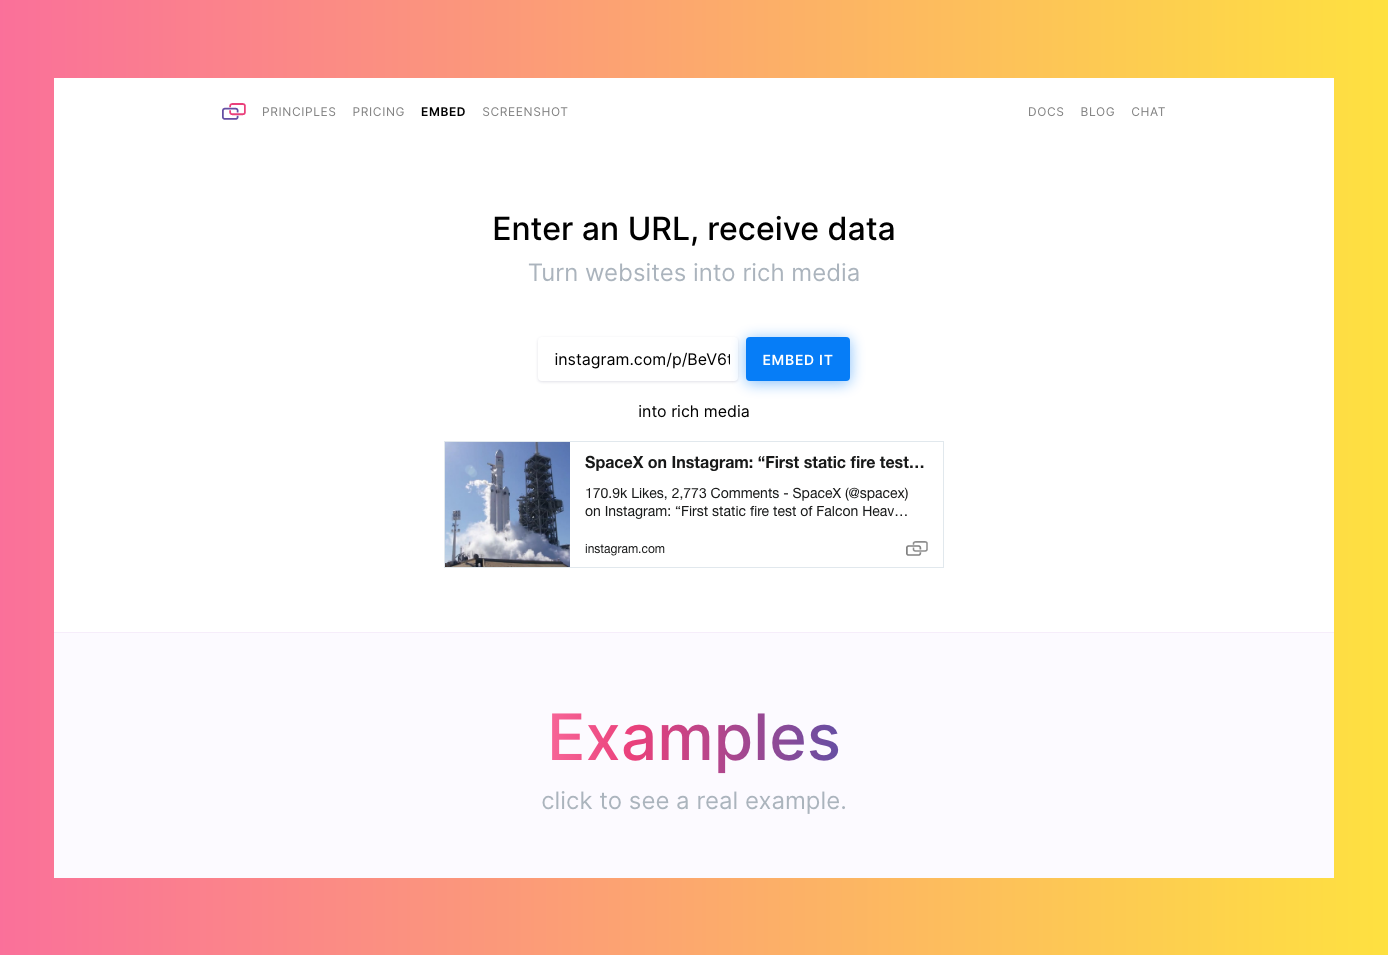 PRINCIPLES PRICING EMBED SCREENSHOT DOCS BLOG CHAT
Enter an URL, receive data
Turn websites into rich media
instagram.com/p/BeV6t EMBED IT
into rich media
SpaceX on Instagram: “First static fire test…
170.9k Likes, 2,773 Comments - SpaceX (@spacex)
on Instagram: “First static fire test of Falcon Heav…
instagram.com
Examples
click to see a real example.